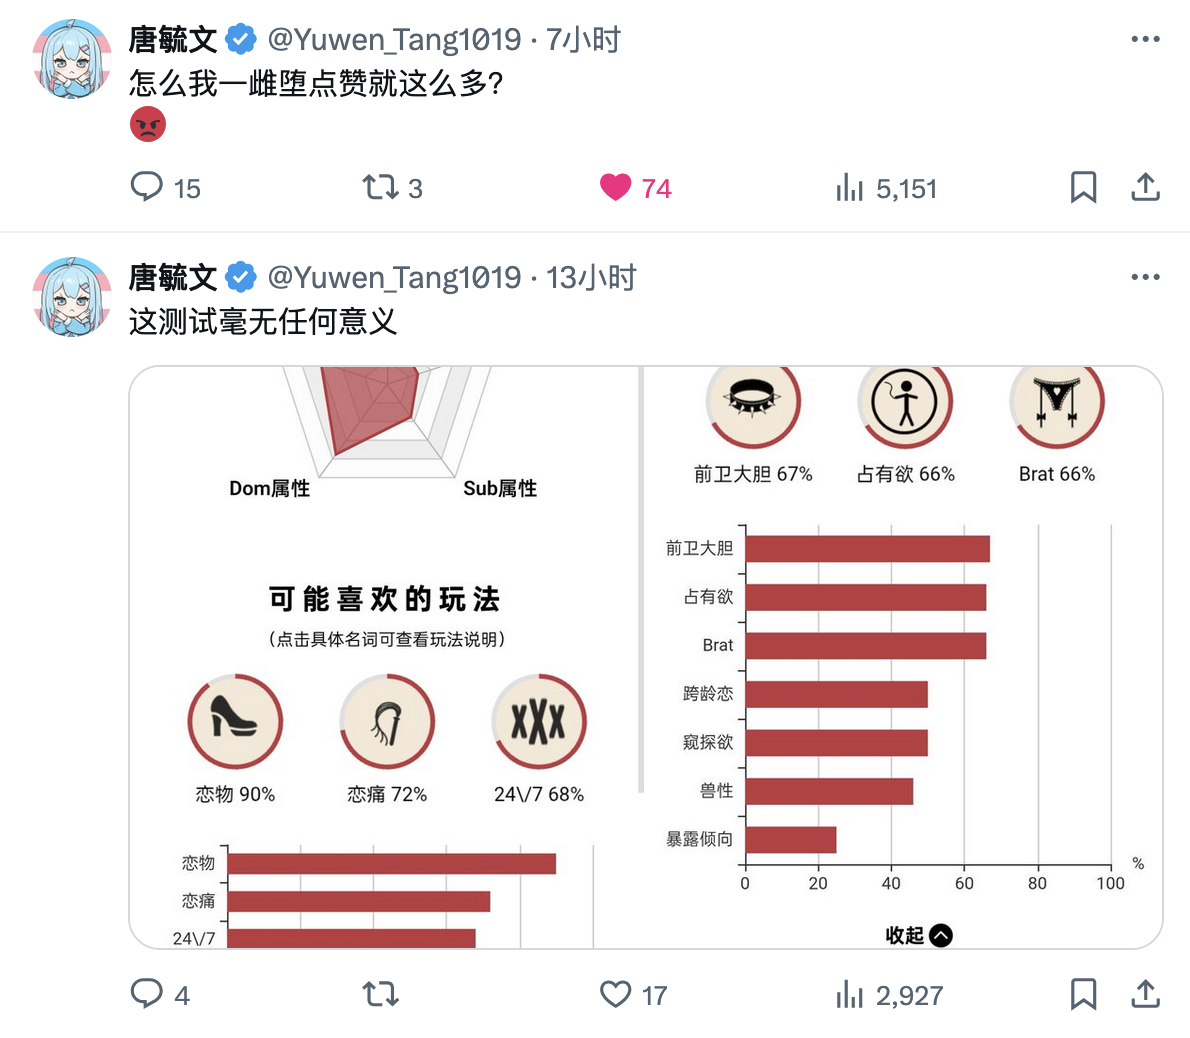 唐毓文 @Yuwen_Tang1019 · 7小时
怎么我一雌堕点赞就这么多?
😡
15 3 74 5,151
唐毓文 @Yuwen_Tang1019 · 13小时
这测试毫无任何意义
Dom属性 Sub属性
可能喜欢的玩法
（点击具体名词可查看玩法说明）
恋物 90% 恋痛 72% 24\/7 68%
恋物
恋痛
24\/7
前卫大胆 67% 占有欲 66% Brat 66%
前卫大胆
占有欲
Brat
跨龄恋
窥探欲
兽性
暴露倾向
%
0 20 40 60 80 100
收起
4 17 2,927